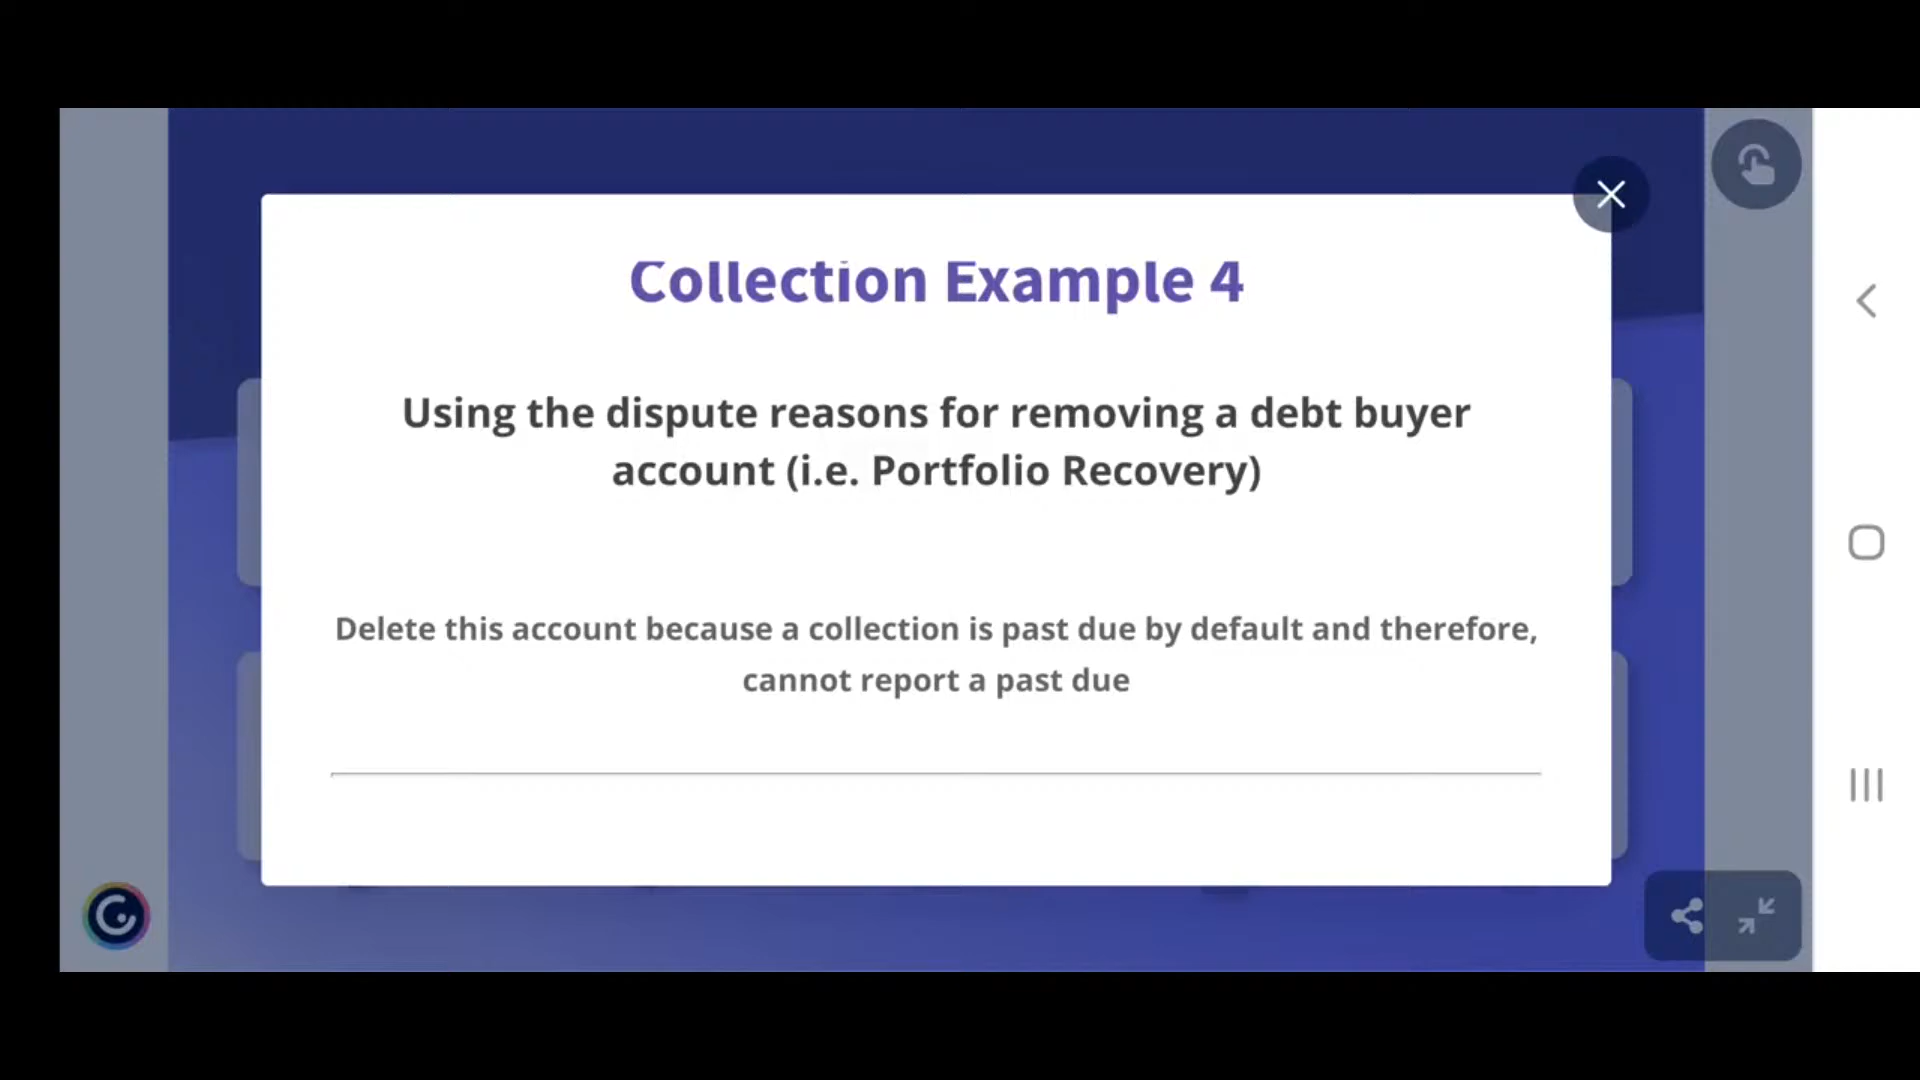 Collection Example 4
Using the dispute reasons for removing a debt buyer
account (i.e. Portfolio Recovery)
Delete this account because a collection is past due by default and therefore,
cannot report a past due